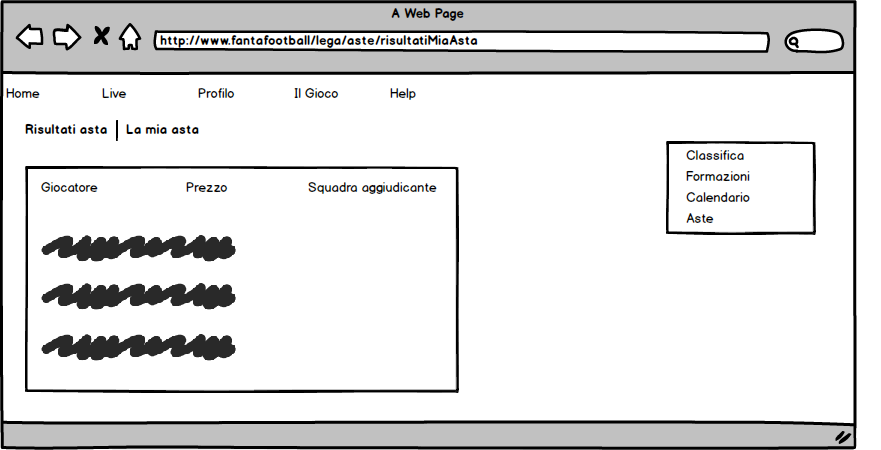 A Web Page
http://www.fantafootball/lega/aste/risultatiMiaAsta
Home Live Profilo Il Gioco Help
Risultati asta La mia asta
Giocatore Prezzo Squadra aggiudicante
Classifica
Formazioni
Calendario
Aste